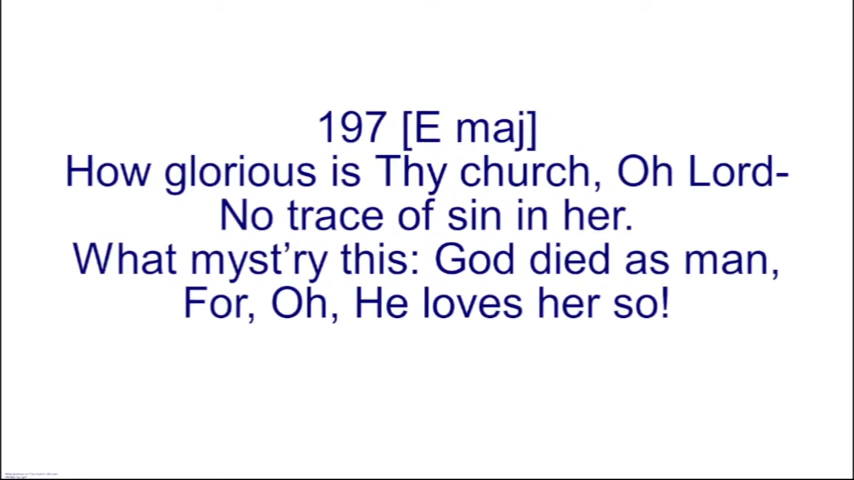 197 [E maj]
How glorious is Thy church, Oh Lord-
No trace of sin in her.
What myst’ry this: God died as man,
For, Oh, He loves her so!